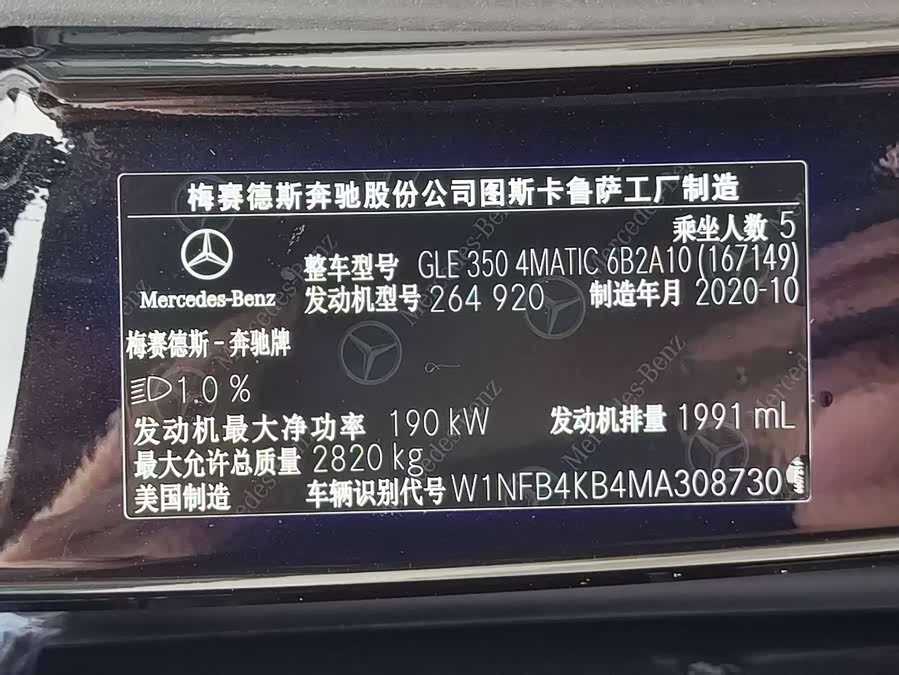 梅赛德斯奔驰股份公司图斯卡鲁萨工厂制造
乘坐人数 5
整车型号 GLE 350 4MATIC 6B2A10 (167149)
Mercedes-Benz
发动机型号 264 920 制造年月 2020-10
梅赛德斯-奔驰牌
1.0 %
发动机最大净功率 190 kW 发动机排量 1991 mL
最大允许总质量 2820 kg
美国制造 车辆识别代号 W1NFB4KB4MA308730